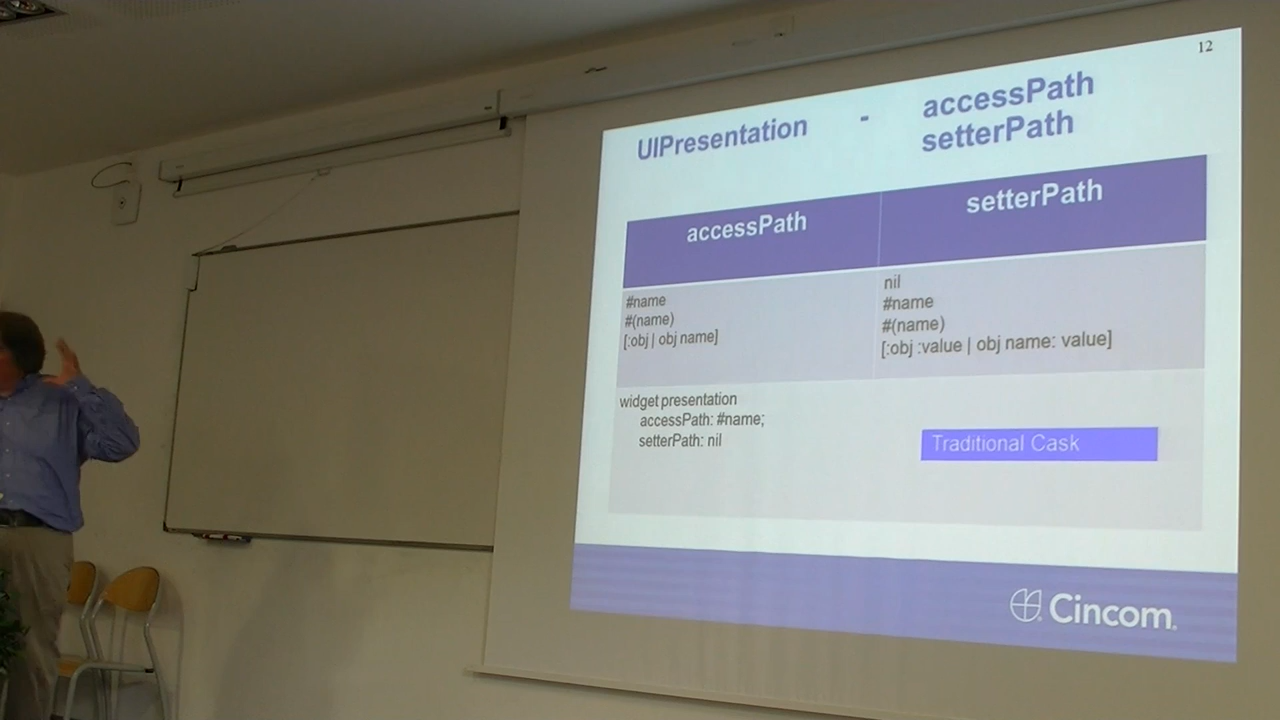 12
UIPresentation - accessPath
setterPath
accessPath
setterPath
#name
#(name)
[:obj | obj name]
nil
#name
#(name)
[:obj :value | obj name: value]
widget presentation
accessPath: #name;
setterPath: nil
Traditional Cask
Cincom.